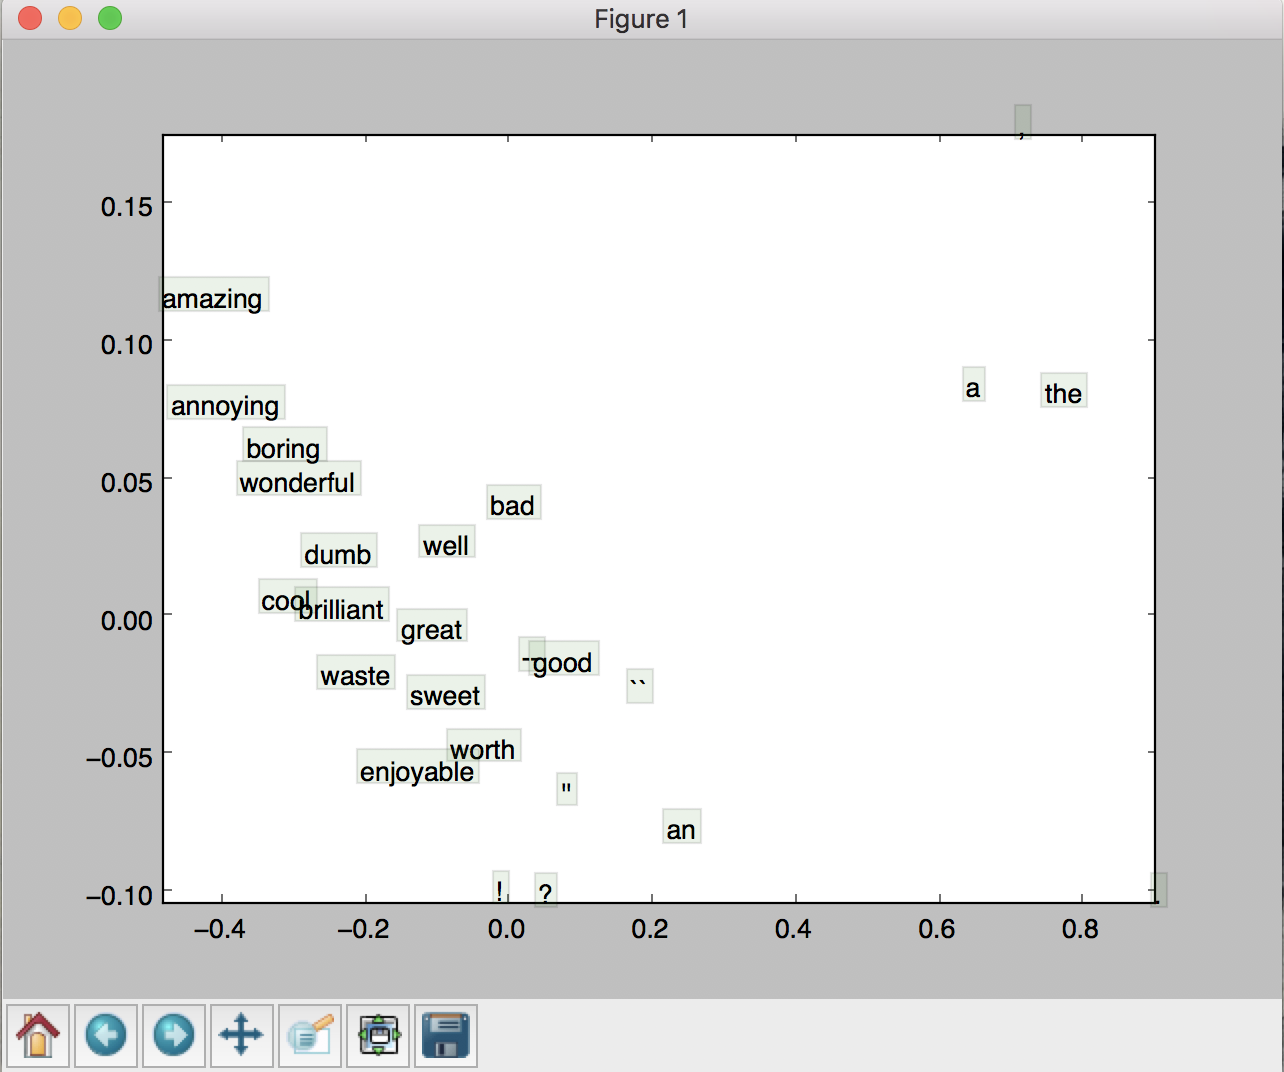 Figure 1
,
0.15
amazing
0.10
a
the
annoying
boring
0.05
wonderful
bad
well
dumb
cool
brilliant
0.00
great
--
good
waste
``
sweet
worth
−0.05
enjoyable
"
an
−0.10
!
?
.
−0.4 −0.2 0.0 0.2 0.4 0.6 0.8